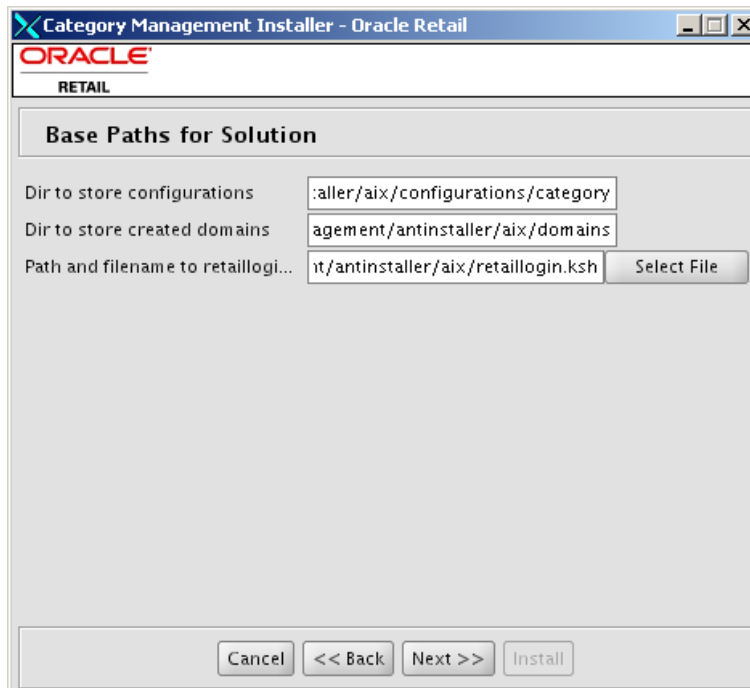 Category Management Installer - Oracle Retail
ORACLE
RETAIL
Base Paths for Solution
Dir to store configurations :aller/aix/configurations/category
Dir to store created domains agement/antinstaller/aix/domains
Path and filename to retaillogi... nt/antinstaller/aix/retaillogin.ksh Select File
Cancel << Back Next >> Install